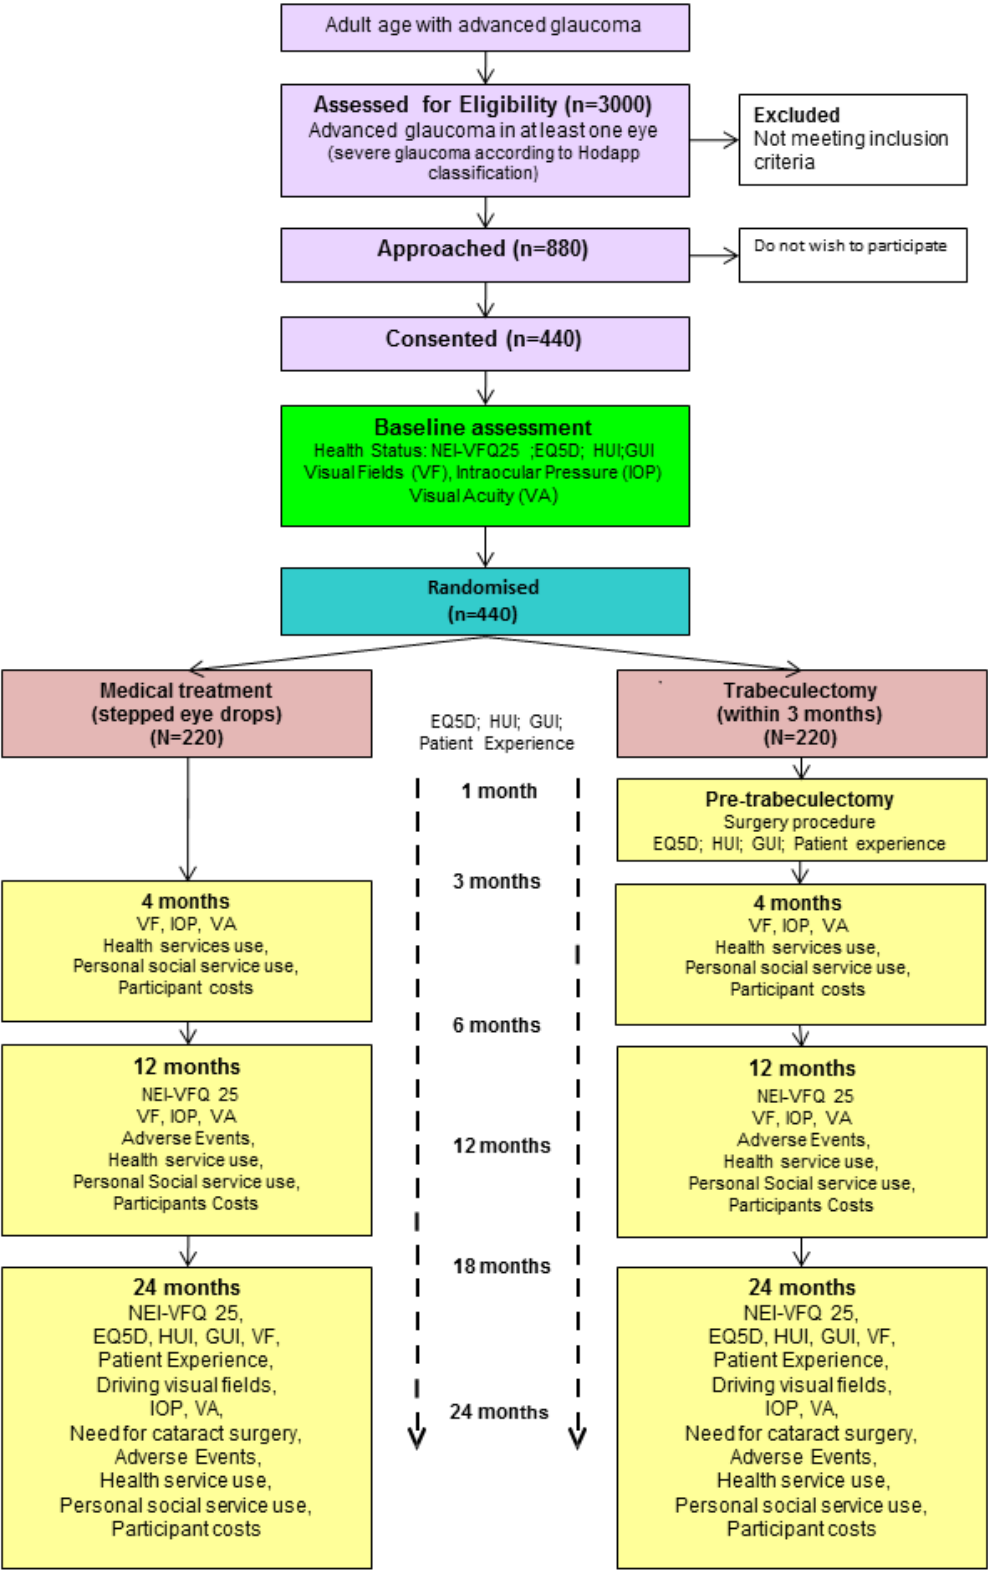 Adult age with advanced glaucoma
Assessed for Eligibility (n=3000)
Advanced glaucoma in at least one eye
(severe glaucoma according to Hodapp
classification)
Excluded
Not meeting inclusion
criteria
Approached (n=880)
Do not wish to participate
Consented (n=440)
Baseline assessment
Health Status: NEI-VFQ25 ;EQ5D; HUI;GUI
Visual Fields (VF), Intraocular Pressure (IOP)
Visual Acuity (VA)
Randomised
(n=440)
Medical treatment
(stepped eye drops)
(N=220)
EQ5D; HUI; GUI;
Patient Experience
1 month
3 months
6 months
12 months
18 months
24 months
Trabeculectomy
(within 3 months)
(N=220)
Pre-trabeculectomy
Surgery procedure
EQ5D; HUI; GUI; Patient experience
4 months
VF, IOP, VA
Health services use,
Personal social service use,
Participant costs
4 months
VF, IOP, VA
Health services use,
Personal social service use,
Participant costs
12 months
NEI-VFQ 25
VF, IOP, VA
Adverse Events,
Health service use,
Personal Social service use,
Participants Costs
12 months
NEI-VFQ 25
VF, IOP, VA
Adverse Events,
Health service use,
Personal Social service use,
Participants Costs
24 months
NEI-VFQ 25,
EQ5D, HUI, GUI, VF,
Patient Experience,
Driving visual fields,
IOP, VA,
Need for cataract surgery,
Adverse Events,
Health service use,
Personal social service use,
Participant costs
24 months
NEI-VFQ 25,
EQ5D, HUI, GUI, VF,
Patient Experience,
Driving visual fields,
IOP, VA,
Need for cataract surgery,
Adverse Events,
Health service use,
Personal social service use,
Participant costs